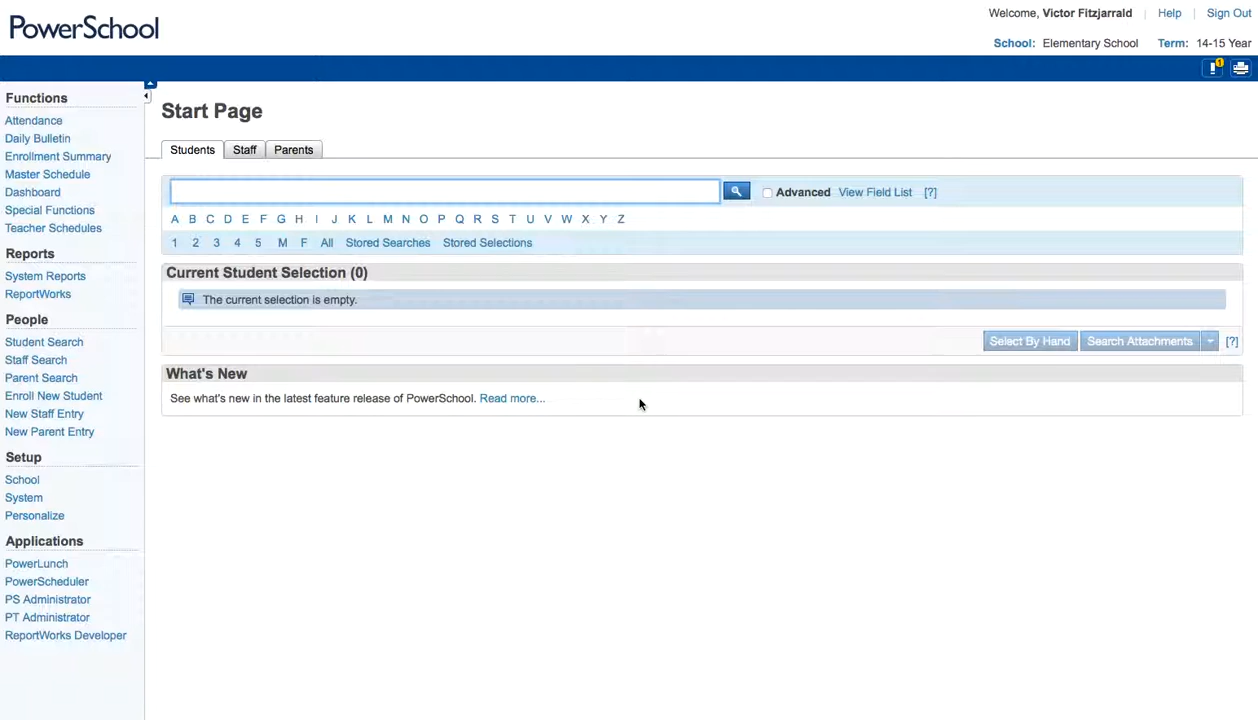 PowerSchool
Welcome, Victor Fitzjarrald | Help | Sign Out
School: Elementary School Term: 14-15 Year
! 1
Functions
Attendance
Daily Bulletin
Enrollment Summary
Master Schedule
Dashboard
Special Functions
Teacher Schedules
Reports
System Reports
ReportWorks
People
Student Search
Staff Search
Parent Search
Enroll New Student
New Staff Entry
New Parent Entry
Setup
School
System
Personalize
Applications
PowerLunch
PowerScheduler
PS Administrator
PT Administrator
ReportWorks Developer
Start Page
Students Staff Parents
Advanced View Field List [?]
A B C D E F G H I J K L M N O P Q R S T U V W X Y Z
1 2 3 4 5 M F All Stored Searches Stored Selections
Current Student Selection (0)
The current selection is empty.
Select By Hand Search Attachments [?]
What's New
See what's new in the latest feature release of PowerSchool. Read more...